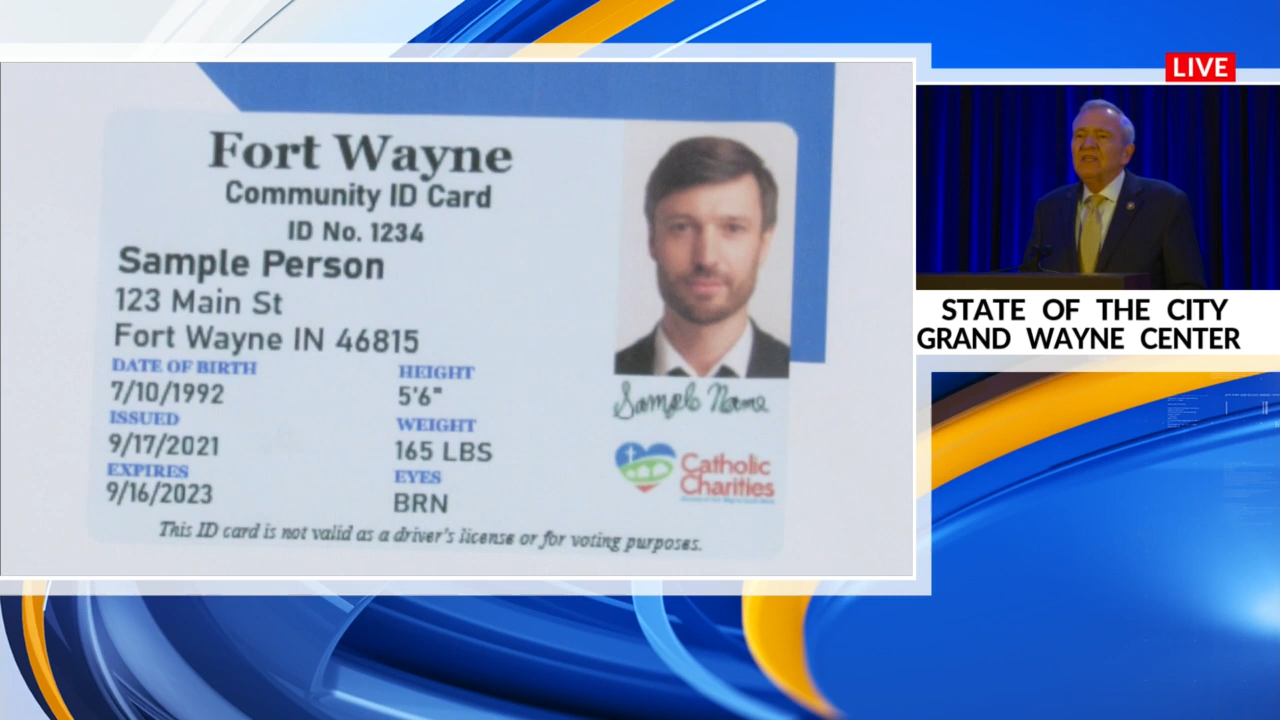 Fort Wayne
Community ID Card
ID No. 1234
Sample Person
123 Main St
Fort Wayne IN 46815
DATE OF BIRTH
7/10/1992
HEIGHT
5'6"
ISSUED
9/17/2021
WEIGHT
165 LBS
EXPIRES
9/16/2023
EYES
BRN
Sample Name
Catholic
Charities
This ID card is not valid as a driver's license or for voting purposes.
LIVE
STATE OF THE CITY
GRAND WAYNE CENTER